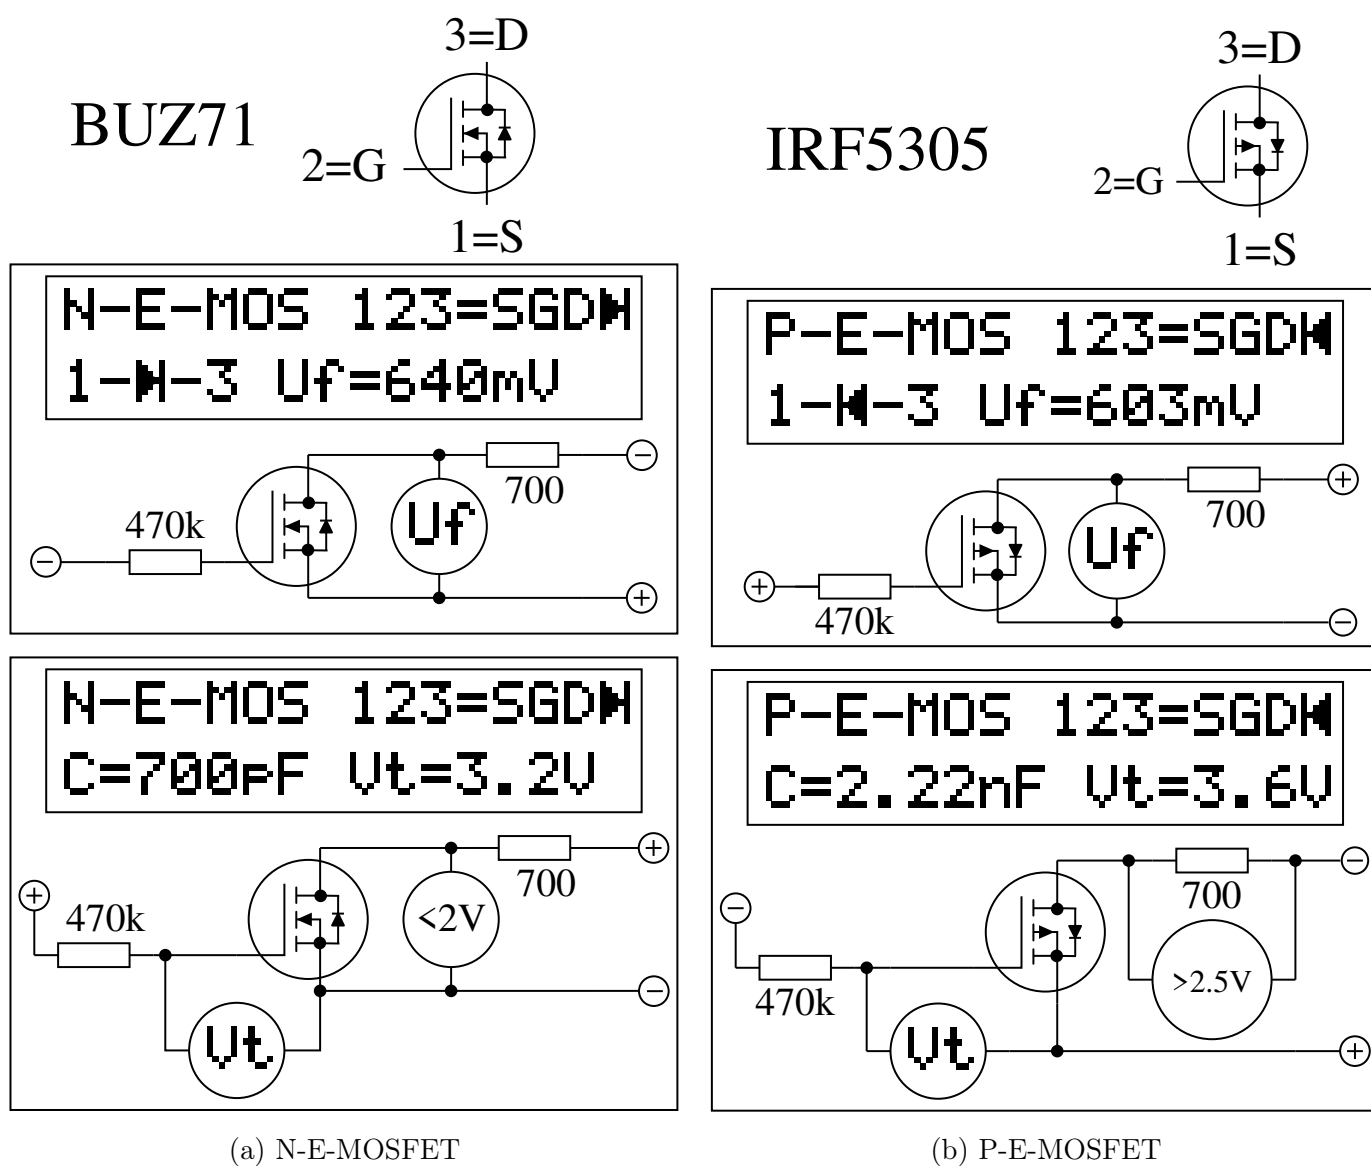 3=D
BUZ71
2=G
1=S
N-E-MOS 123=SGD
1--3 Uf=640mV
700
−
Uf
470k
−
+
N-E-MOS 123=SGD
C=700pF Vt=3.2V
+
700
+
470k
<2V
−
Vt
(a) N-E-MOSFET
3=D
IRF5305
2=G
1=S
P-E-MOS 123=SGD
1--3 Uf=603mV
+
700
Uf
+
470k
−
P-E-MOS 123=SGD
C=2.22nF Vt=3.6V
−
700
−
470k
>2.5V
Vt
+
(b) P-E-MOSFET